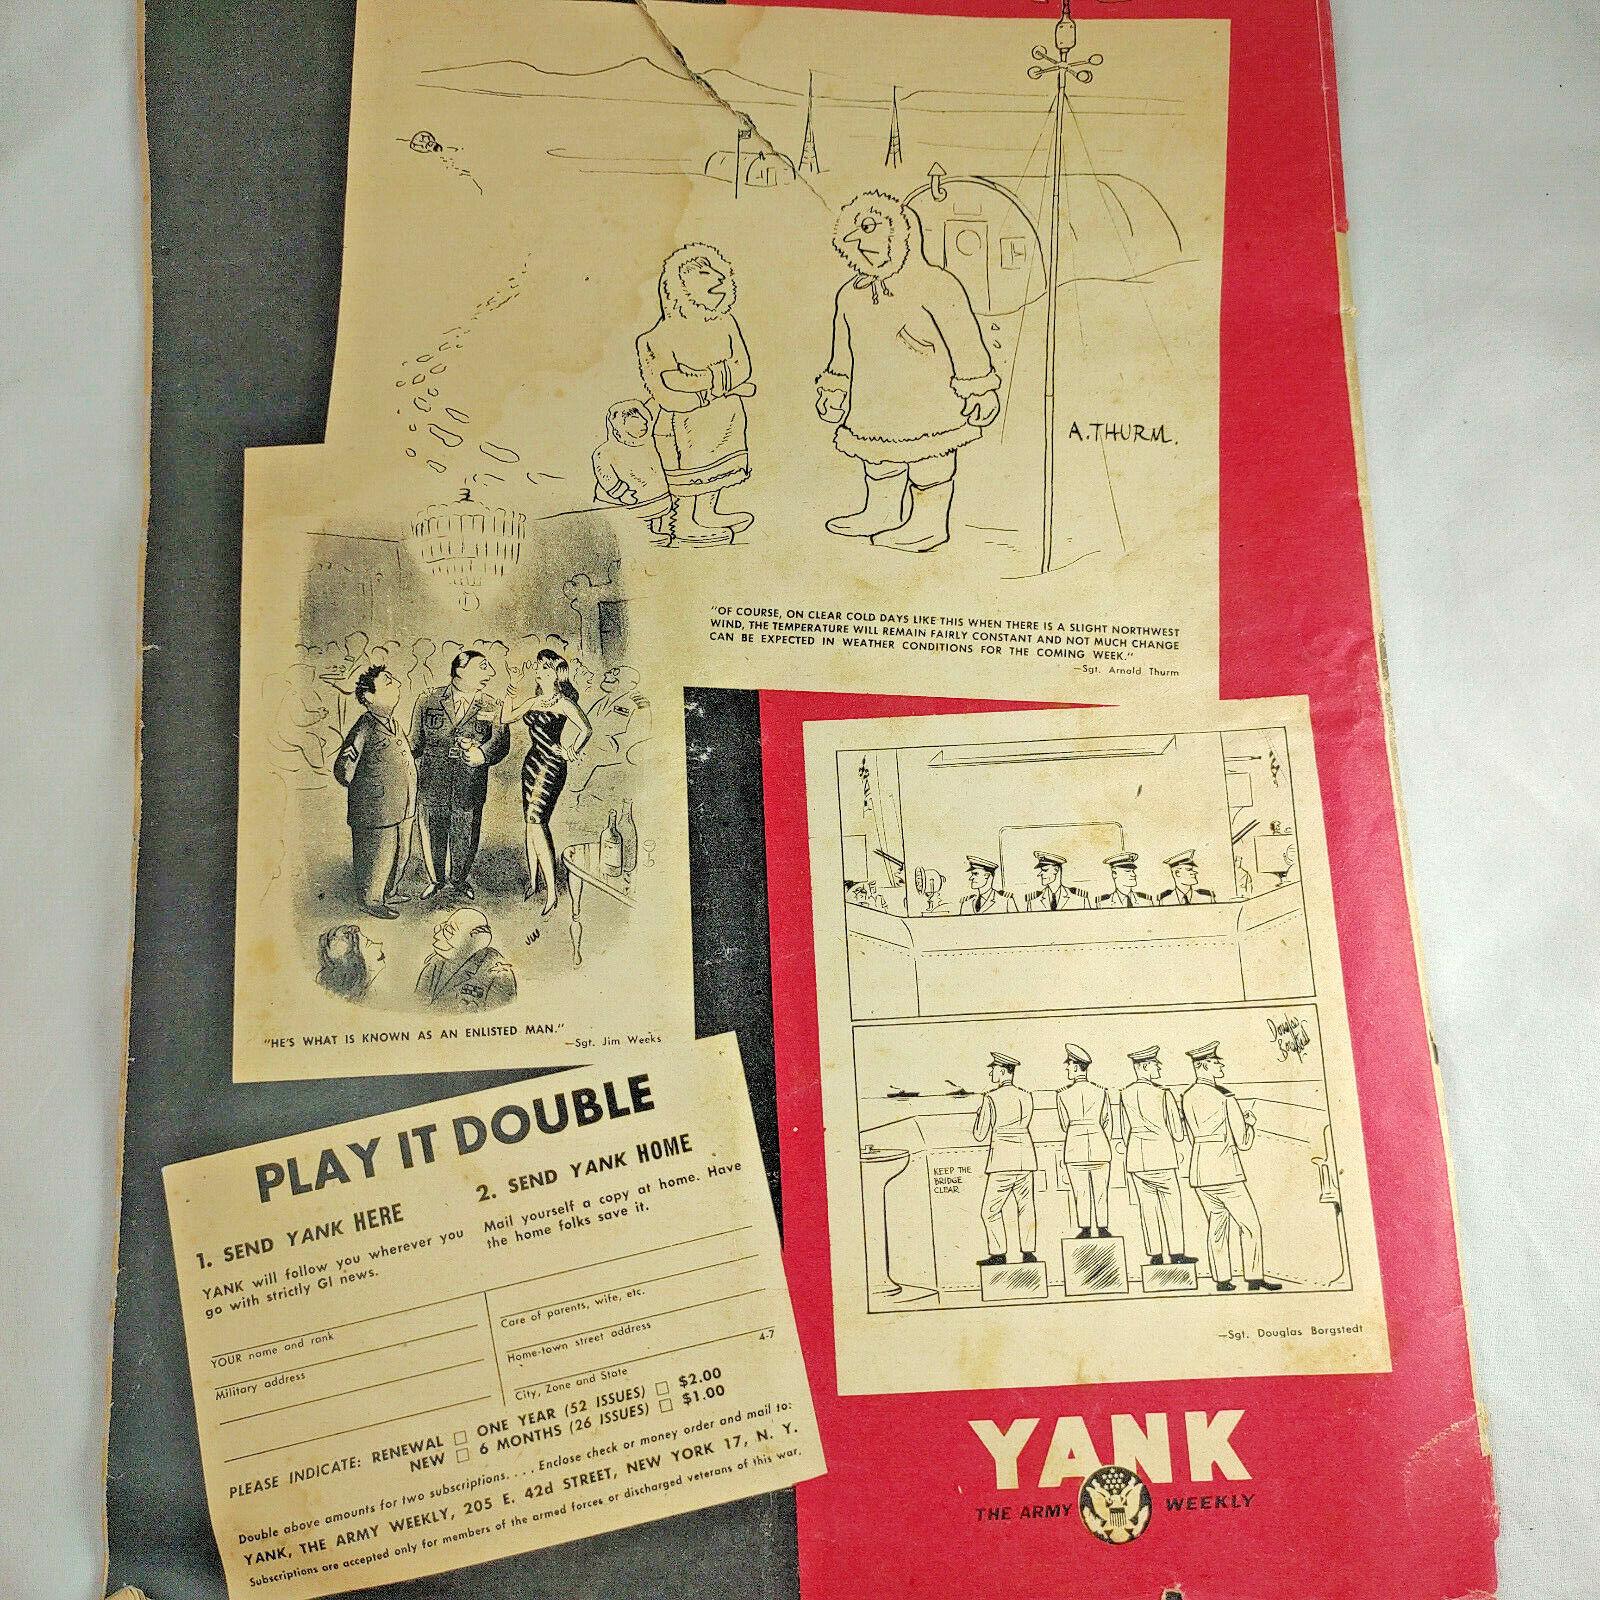 A. THURM.
"OF COURSE, ON CLEAR COLD DAYS LIKE THIS WHEN THERE IS A SLIGHT NORTHWEST
WIND, THE TEMPERATURE WILL REMAIN FAIRLY CONSTANT AND NOT MUCH CHANGE
CAN BE EXPECTED IN WEATHER CONDITIONS FOR THE COMING WEEK."
—Sgt. Arnold Thurm
JW
"HE'S WHAT IS KNOWN AS AN ENLISTED MAN."
—Sgt. Jim Weeks
Douglas
Borgstedt
KEEP THE
BRIDGE
CLEAR
—Sgt. Douglas Borgstedt
PLAY IT DOUBLE
1. SEND YANK HERE
YANK will follow you wherever you
go with strictly GI news.
2. SEND YANK HOME
Mail yourself a copy at home. Have
the home folks save it.
YOUR name and rank
Military address
Care of parents, wife, etc.
Home-town street address
City, Zone and State
4-7
PLEASE INDICATE: RENEWAL ☐ ONE YEAR (52 ISSUES) ☐ $2.00
NEW ☐ 6 MONTHS (26 ISSUES) ☐ $1.00
Double above amounts for two subscriptions. . . . Enclose check or money order and mail to:
YANK, THE ARMY WEEKLY, 205 E. 42d STREET, NEW YORK 17, N. Y.
Subscriptions are accepted only for members of the armed forces or discharged veterans of this war.
YANK
THE ARMY WEEKLY